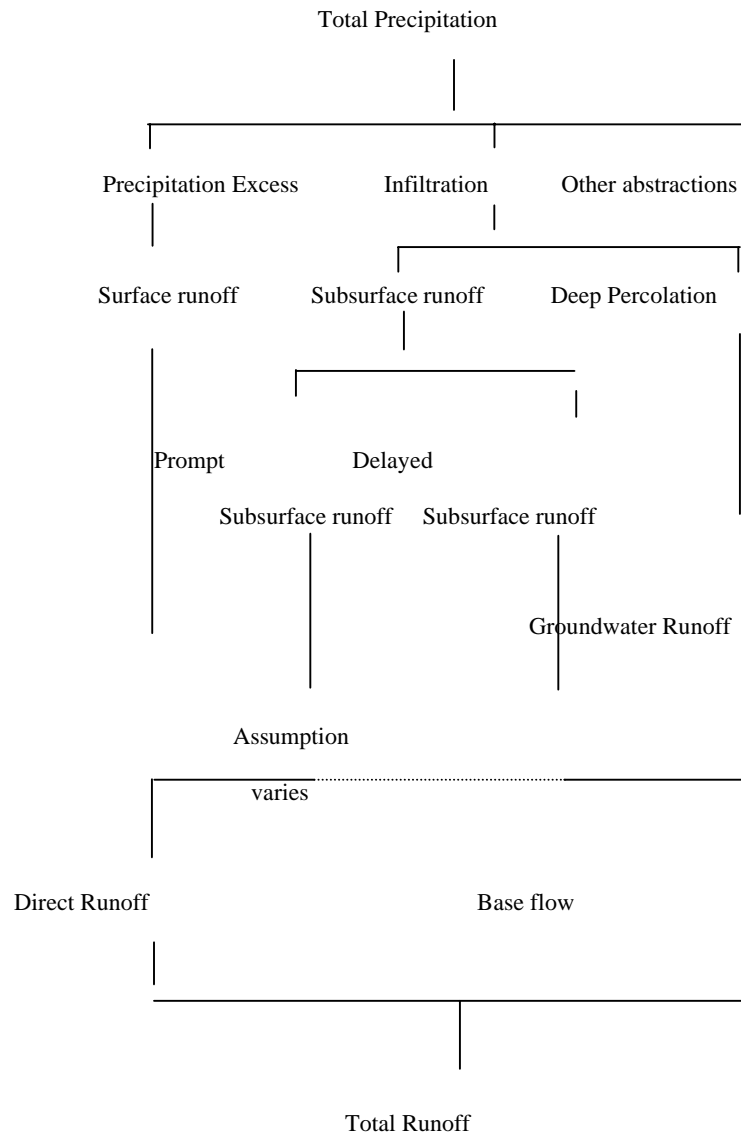 Total Precipitation
Precipitation Excess Infiltration Other abstractions
Surface runoff Subsurface runoff Deep Percolation
Prompt Delayed
Subsurface runoff Subsurface runoff
Groundwater Runoff
Assumption
varies
Direct Runoff Base flow
Total Runoff